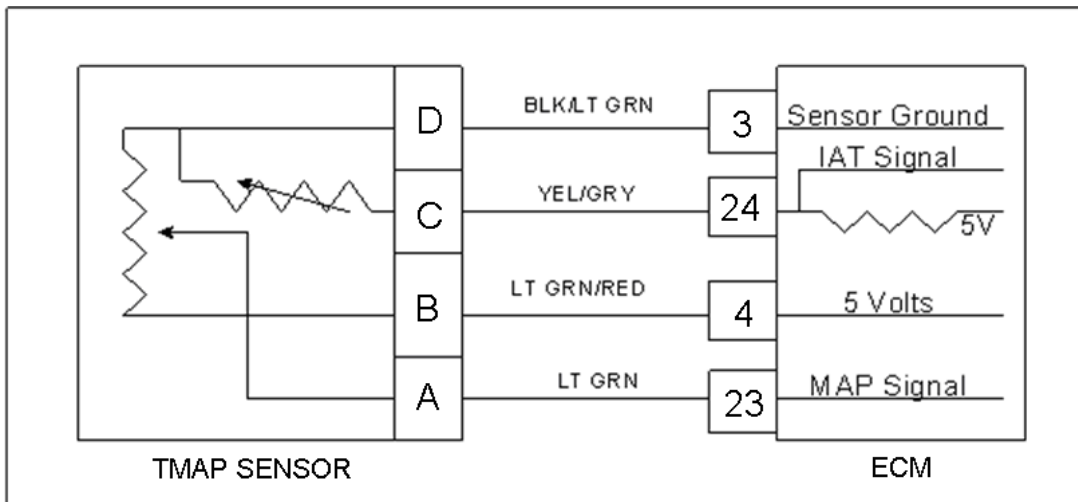 D
BLK/LT GRN
3
Sensor Ground
IAT Signal
C
YEL/GRY
24
5V
B
LT GRN/RED
4
5 Volts
A
LT GRN
23
MAP Signal
TMAP SENSOR
ECM